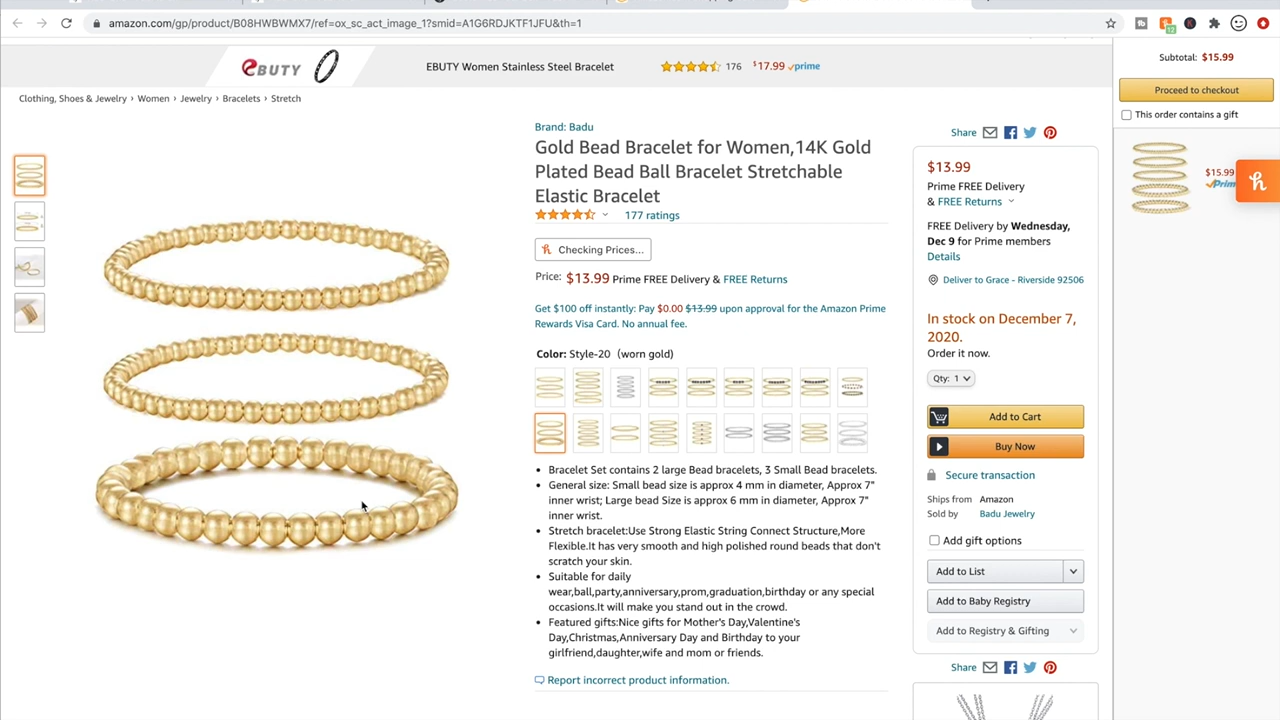 amazon.com/gp/product/B08HWBWMX7/ref=ox_sc_act_image_1?smid=A1G6RDJKTF1JFU&th=1
12
EBUTY
EBUTY Women Stainless Steel Bracelet
176
$17.99 prime
Clothing, Shoes & Jewelry › Women › Jewelry › Bracelets › Stretch
Brand: Badu
Gold Bead Bracelet for Women,14K Gold
Plated Bead Ball Bracelet Stretchable
Elastic Bracelet
177 ratings
Checking Prices...
Price: $13.99 Prime FREE Delivery & FREE Returns
Get $100 off instantly: Pay $0.00 $13.99 upon approval for the Amazon Prime
Rewards Visa Card. No annual fee.
Color: Style-20 (worn gold)
• Bracelet Set contains 2 large Bead bracelets, 3 Small Bead bracelets.
• General size: Small bead size is approx 4 mm in diameter, Approx 7"
inner wrist; Large bead Size is approx 6 mm in diameter, Approx 7"
inner wrist.
• Stretch bracelet:Use Strong Elastic String Connect Structure,More
Flexible.It has very smooth and high polished round beads that don't
scratch your skin.
• Suitable for daily
wear,ball,party,anniversary,prom,graduation,birthday or any special
occasions.It will make you stand out in the crowd.
• Featured gifts:Nice gifts for Mother's Day,Valentine's
Day,Christmas,Anniversary Day and Birthday to your
girlfriend,daughter,wife and mom or friends.
Report incorrect product information.
Share
$13.99
Prime FREE Delivery
& FREE Returns
FREE Delivery by Wednesday,
Dec 9 for Prime members
Details
Deliver to Grace - Riverside 92506
In stock on December 7,
2020.
Order it now.
Qty: 1
Add to Cart
Buy Now
Secure transaction
Ships from Amazon
Sold by Badu Jewelry
Add gift options
Add to List
Add to Baby Registry
Add to Registry & Gifting
Share
Subtotal: $15.99
Proceed to checkout
This order contains a gift
$15.99
h